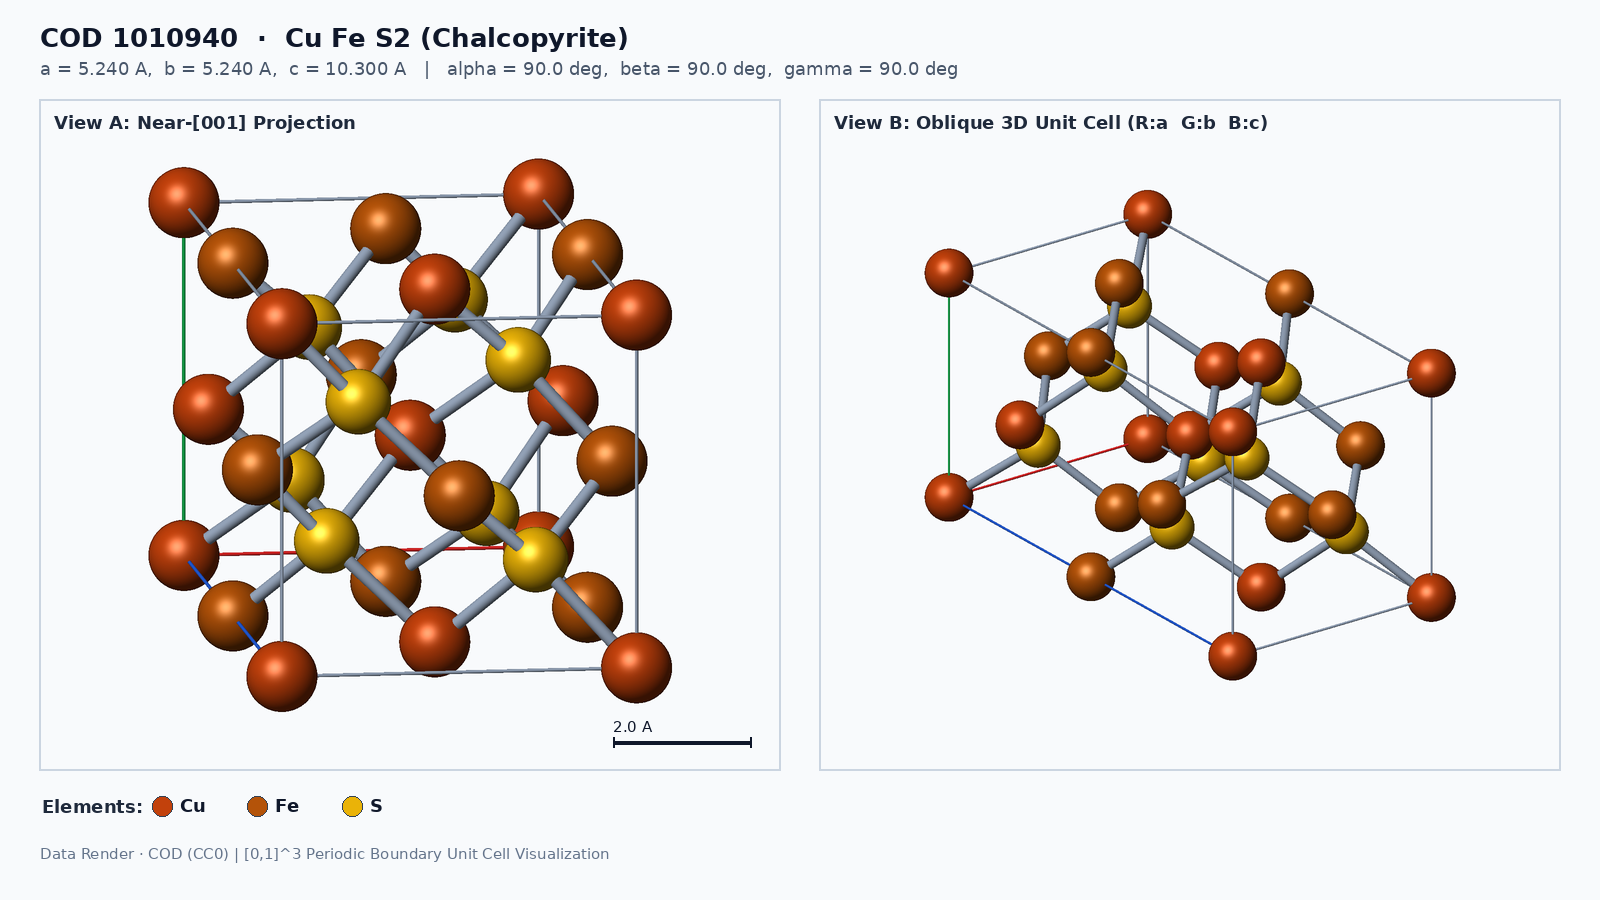 COD 1010940  ·  Cu Fe S2 (Chalcopyrite)
a = 5.240 A,  b = 5.240 A,  c = 10.300 A   |   alpha = 90.0 deg,  beta = 90.0 deg,  gamma = 90.0 deg
View A: Near-[001] Projection
View B: Oblique 3D Unit Cell (R:a  G:b  B:c)
2.0 A
Elements:  Cu  Fe  S
Data Render · COD (CC0) | [0,1]^3 Periodic Boundary Unit Cell Visualization